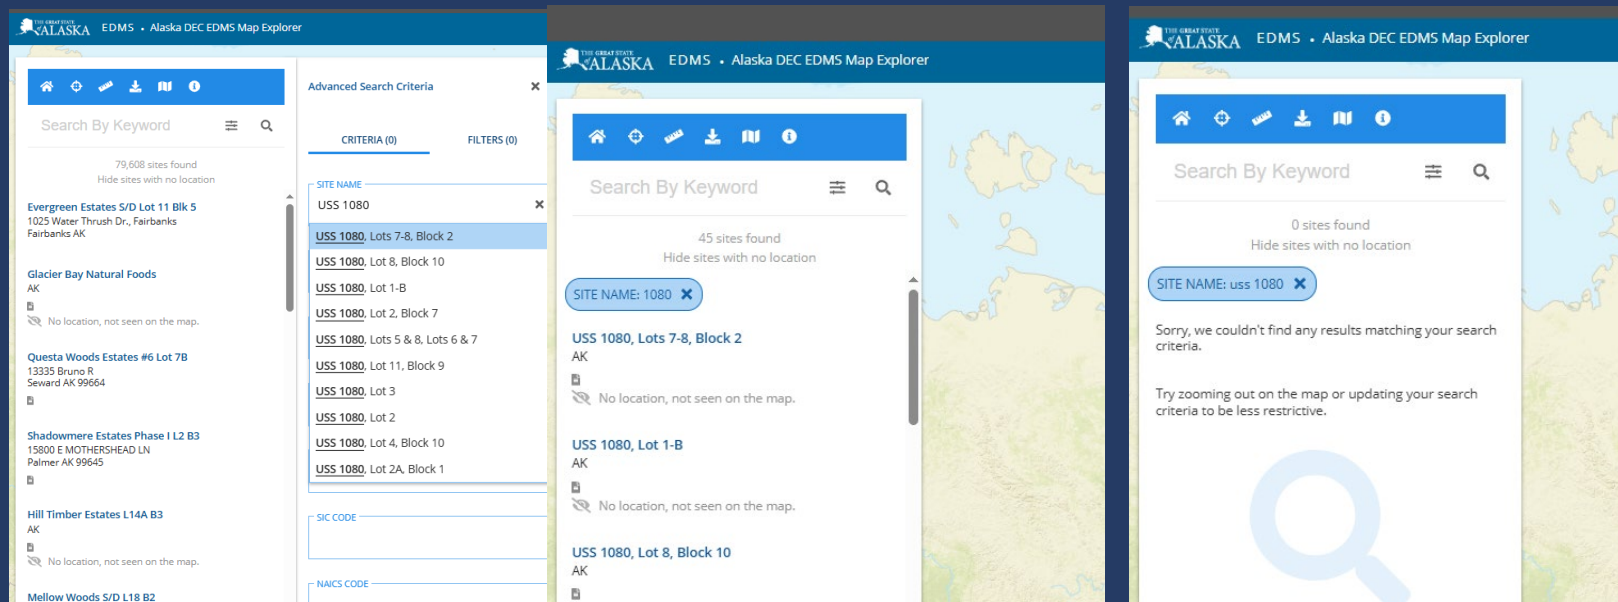 THE GREAT STATE
of ALASKA EDMS • Alaska DEC EDMS Map Explorer
Search By Keyword
79,608 sites found
Hide sites with no location
Evergreen Estates S/D Lot 11 Blk 5
1025 Water Thrush Dr., Fairbanks
Fairbanks AK
Glacier Bay Natural Foods
AK
No location, not seen on the map.
Questa Woods Estates #6 Lot 7B
13335 Bruno R
Seward AK 99664
Shadowmere Estates Phase I L2 B3
15800 E MOTHERSHEAD LN
Palmer AK 99645
Hill Timber Estates L14A B3
AK
No location, not seen on the map.
Mellow Woods S/D L18 B2
Advanced Search Criteria
CRITERIA (0) FILTERS (0)
SITE NAME
USS 1080
USS 1080, Lots 7-8, Block 2
USS 1080, Lot 8, Block 10
USS 1080, Lot 1-B
USS 1080, Lot 2, Block 7
USS 1080, Lots 5 & 8, Lots 6 & 7
USS 1080, Lot 11, Block 9
USS 1080, Lot 3
USS 1080, Lot 2
USS 1080, Lot 4, Block 10
USS 1080, Lot 2A, Block 1
SIC CODE
NAICS CODE
THE GREAT STATE
of ALASKA EDMS • Alaska DEC EDMS Map Explorer
Search By Keyword
45 sites found
Hide sites with no location
SITE NAME: 1080
USS 1080, Lots 7-8, Block 2
AK
No location, not seen on the map.
USS 1080, Lot 1-B
AK
No location, not seen on the map.
USS 1080, Lot 8, Block 10
AK
THE GREAT STATE
of ALASKA EDMS • Alaska DEC EDMS Map Explorer
Search By Keyword
0 sites found
Hide sites with no location
SITE NAME: uss 1080
Sorry, we couldn't find any results matching your search
criteria.
Try zooming out on the map or updating your search
criteria to be less restrictive.